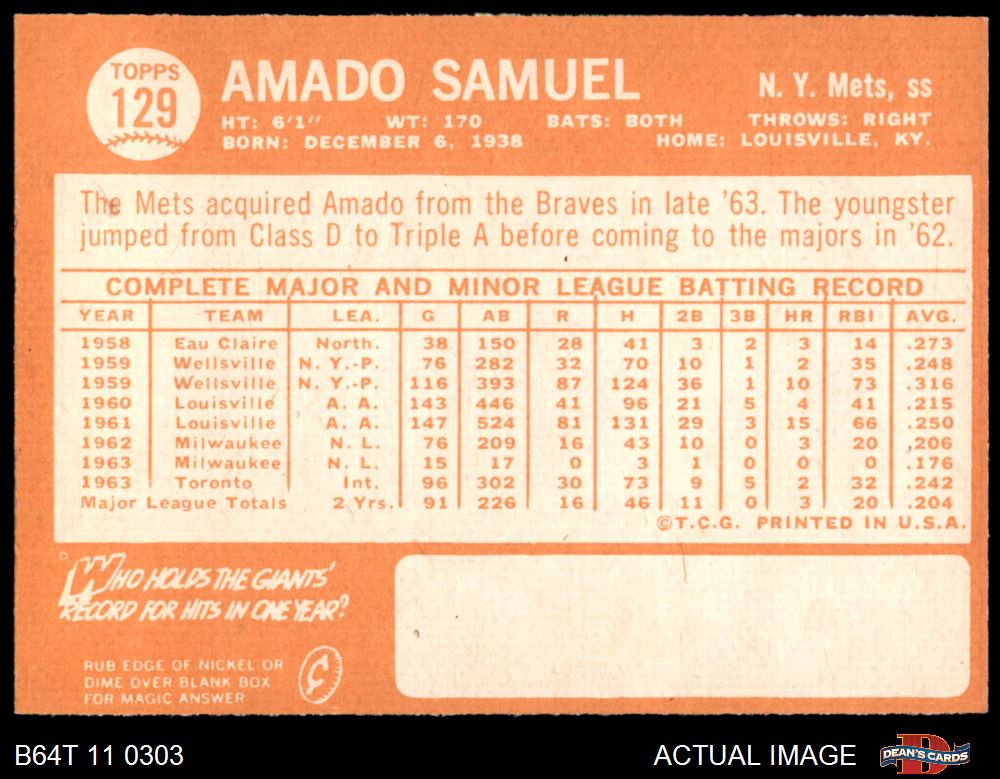 TOPPS
129
AMADO SAMUEL
N. Y. Mets, ss
HT: 6'1" WT: 170 BATS: BOTH THROWS: RIGHT
BORN: DECEMBER 6, 1938 HOME: LOUISVILLE, KY.
The Mets acquired Amado from the Braves in late '63. The youngster
jumped from Class D to Triple A before coming to the majors in '62.
COMPLETE MAJOR AND MINOR LEAGUE BATTING RECORD
YEAR TEAM LEA. G AB R H 2B 3B HR RBI AVG.
1958 Eau Claire North. 38 150 28 41 3 2 3 14 .273
1959 Wellsville N. Y.-P. 76 282 32 70 10 1 2 35 .248
1959 Wellsville N. Y.-P. 116 393 87 124 36 1 10 73 .316
1960 Louisville A. A. 143 446 41 96 21 5 4 41 .215
1961 Louisville A. A. 147 524 81 131 29 3 15 66 .250
1962 Milwaukee N. L. 76 209 16 43 10 0 3 20 .206
1963 Milwaukee N. L. 15 17 0 3 1 0 0 0 .176
1963 Toronto Int. 96 302 30 73 9 5 2 32 .242
Major League Totals 2 Yrs. 91 226 16 46 11 0 3 20 .204
©T.C.G. PRINTED IN U.S.A.
WHO HOLDS THE GIANTS'
RECORD FOR HITS IN ONE YEAR?
RUB EDGE OF NICKEL OR
DIME OVER BLANK BOX
FOR MAGIC ANSWER
¢
B64T 11 0303
ACTUAL IMAGE
DEAN'S CARDS